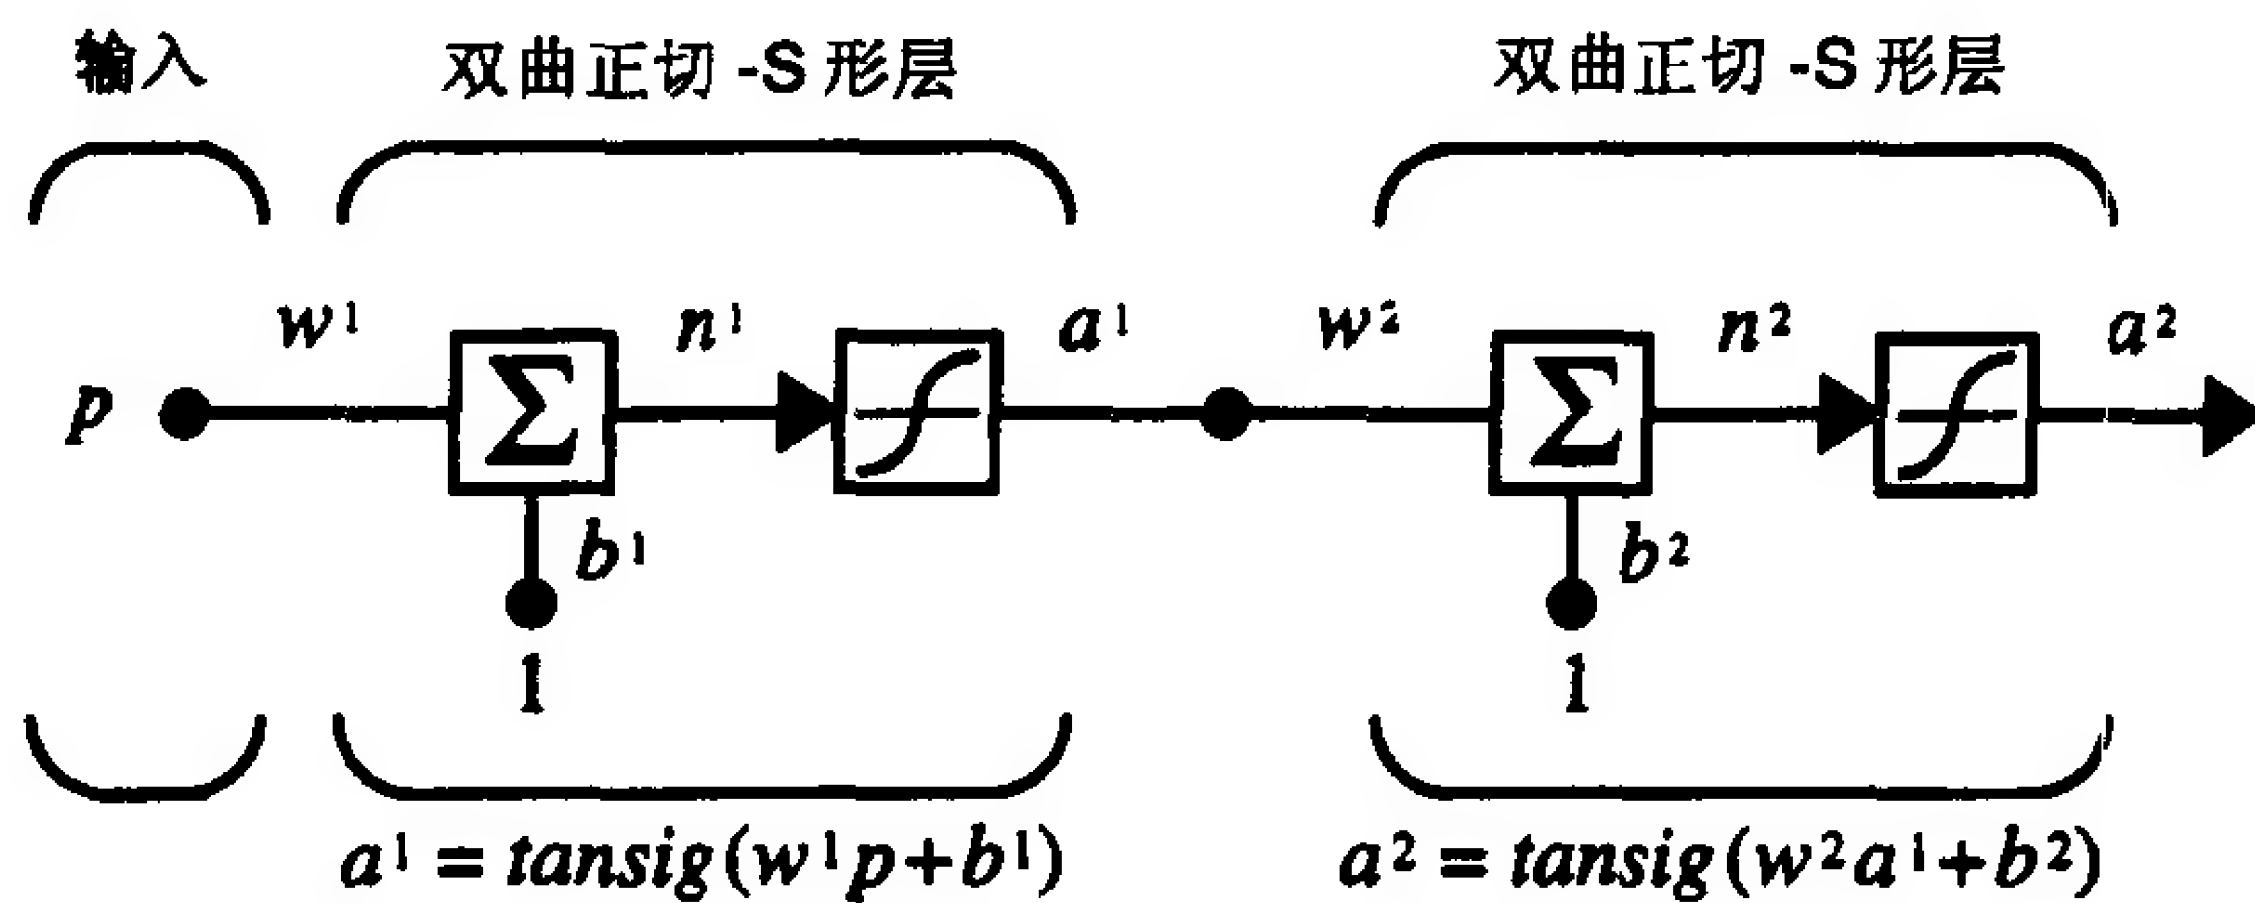 输入 双曲正切 -S 形层 双曲正切 -S 形层
w¹ n¹ a¹ w² n² a²
p Σ Σ
b¹ b²
1 1
a¹ = tansig(w¹p+b¹) a² = tansig(w²a¹+b²)